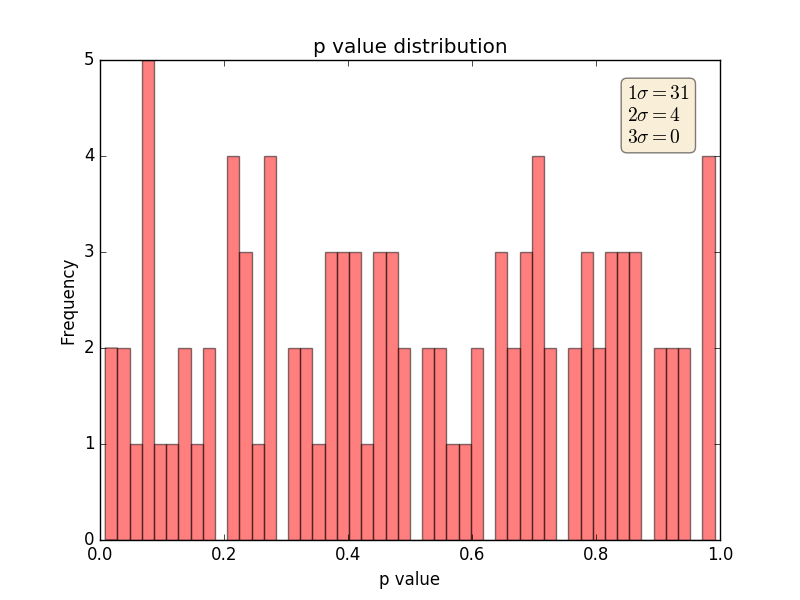 p value distribution
1σ = 31
2σ = 4
3σ = 0
5
4
3
2
1
0
Frequency
0.0 0.2 0.4 0.6 0.8 1.0
p value